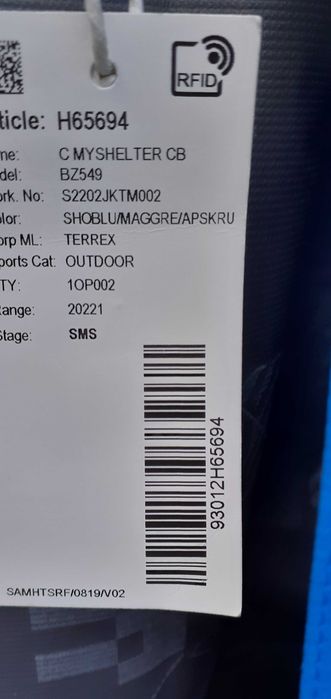 RFID
ticle: H65694
me: C MYSHELTER CB
del: BZ549
ork. No: S2202JKTM002
olor: SHOBLU/MAGGRE/APSKRU
orp ML: TERREX
ports Cat: OUTDOOR
TY: 1OP002
ange: 20221
Stage: SMS
93012H65694
SAMHTSRF/0819/V02